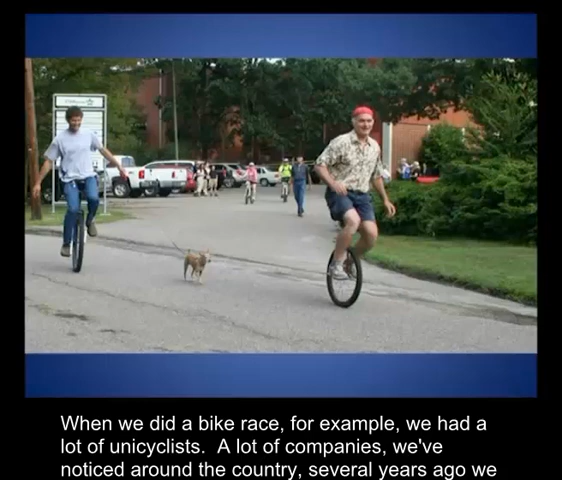 When we did a bike race, for example, we had a
lot of unicyclists.  A lot of companies, we've
noticed around the country, several years ago we